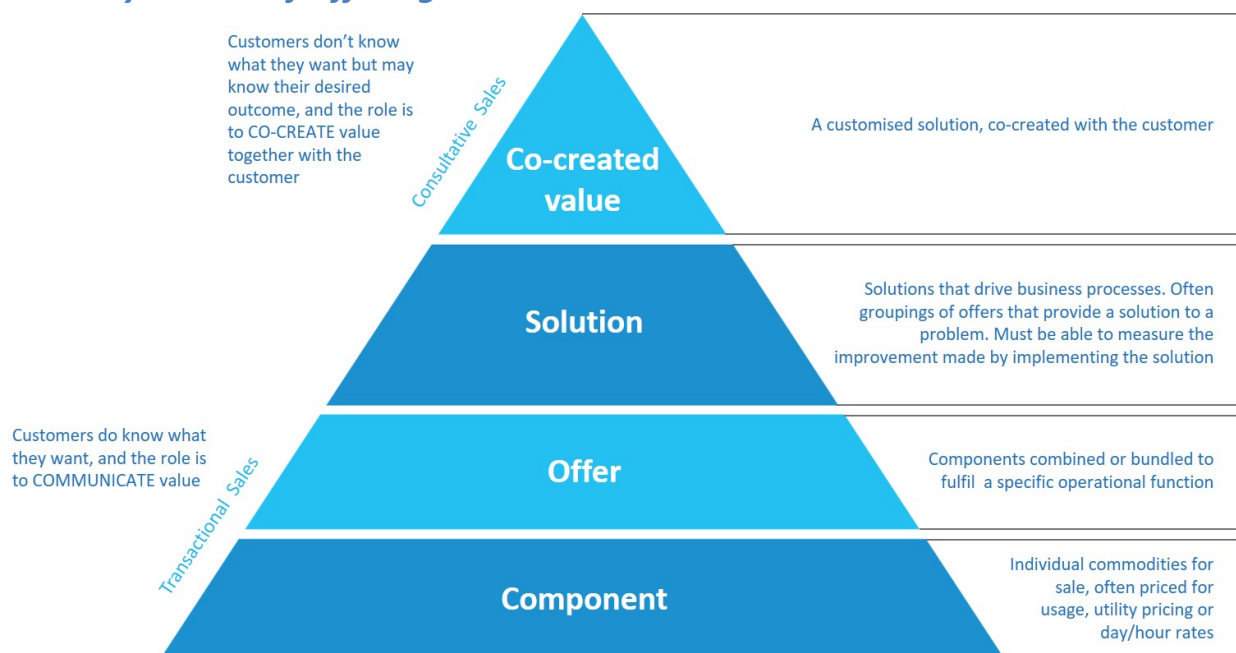 Customers don’t know
what they want but may
know their desired
outcome, and the role is
to CO-CREATE value
together with the
customer
Consultative Sales
Co-created
value
A customised solution, co-created with the customer
Solution
Solutions that drive business processes. Often
groupings of offers that provide a solution to a
problem. Must be able to measure the
improvement made by implementing the solution
Customers do know what
they want, and the role is
to COMMUNICATE value
Transactional Sales
Offer
Components combined or bundled to
fulfil a specific operational function
Component
Individual commodities for
sale, often priced for
usage, utility pricing or
day/hour rates